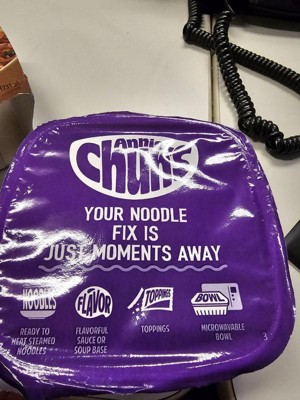 Annie
Chun's
YOUR NOODLE
FIX IS
JUST MOMENTS AWAY
NOODLES
FLAVOR
TOPPINGS
BOWL
READY TO
HEAT STEAMED
NOODLES
FLAVORFUL
SAUCE OR
SOUP BASE
TOPPINGS
MICROWAVABLE
BOWL
3